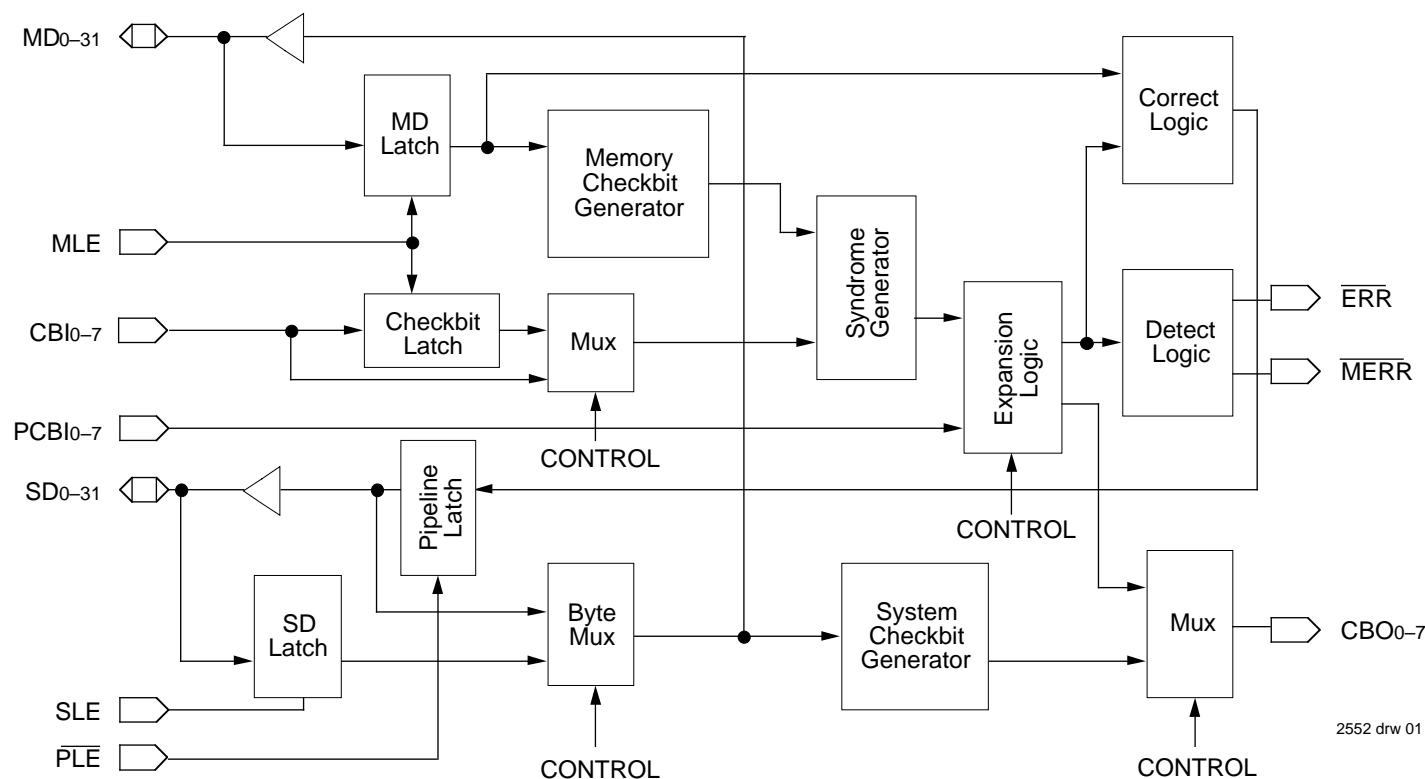 MD0–31
MD
Latch
Memory
Checkbit
Generator
Correct
Logic
MLE
Syndrome
Generator
CBI0–7
Checkbit
Latch
Mux
Expansion
Logic
Detect
Logic
ERR
MERR
PCBI0–7
CONTROL
SD0–31
Pipeline
Latch
CONTROL
SD
Latch
Byte
Mux
System
Checkbit
Generator
Mux
CBO0–7
SLE
PLE
CONTROL
CONTROL
2552 drw 01